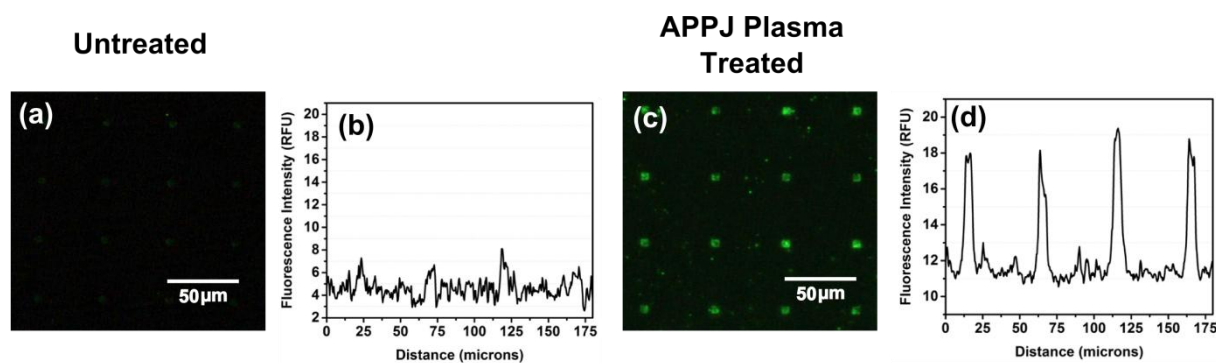 Untreated
APPJ Plasma
Treated
(a)
50µm
(b)
Fluorescence Intensity (RFU)
20
18
16
14
12
10
8
6
4
2
0 25 50 75 100 125 150 175
Distance (microns)
(c)
50µm
(d)
Fluorescence Intensity (RFU)
20
18
16
14
12
10
0 25 50 75 100 125 150 175
Distance (microns)